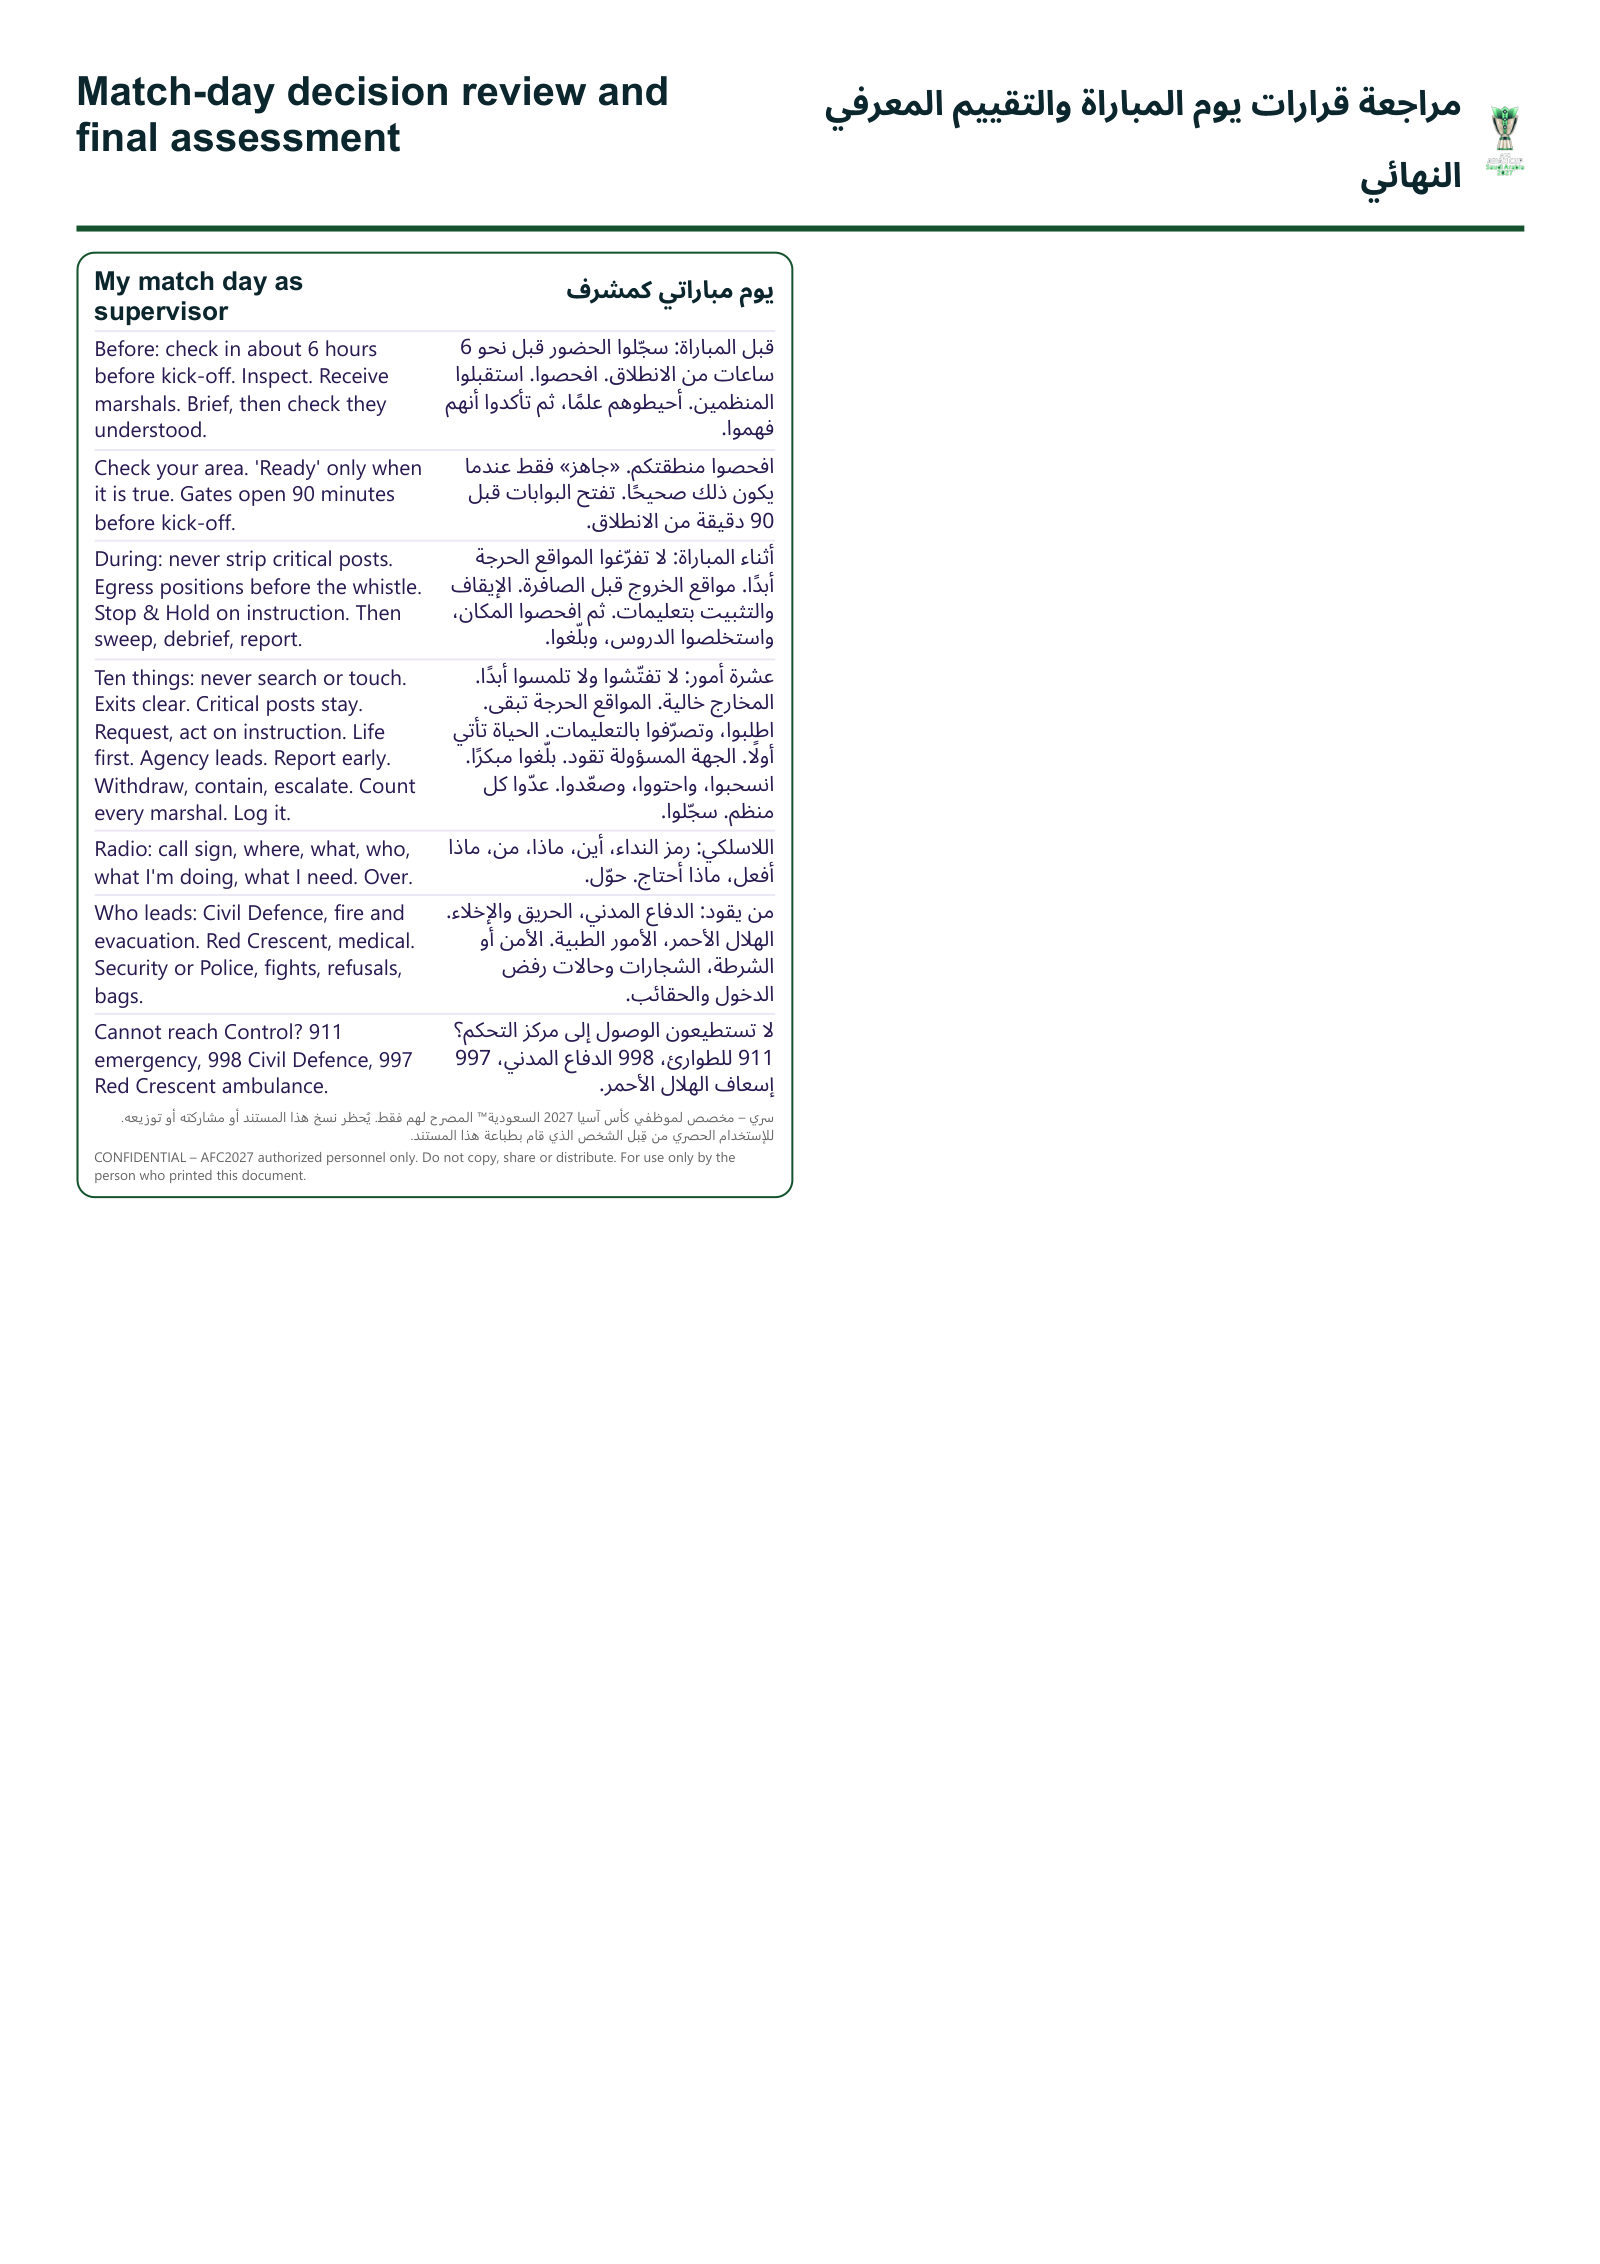 Match-day decision review and
final assessment
مراجعة قرارات يوم المباراة والتقييم المعرفي
النهائي
Saudi Arabia
2027
My match day as
supervisor
يوم مباراتي كمشرف
Before: check in about 6 hours
before kick-off. Inspect. Receive
marshals. Brief, then check they
understood.
قبل المباراة: سجّلوا الحضور قبل نحو 6
ساعات من الانطلاق. افحصوا. استقبلوا
المنظمين. أحيطوهم علمًا، ثم تأكدوا أنهم
فهموا.
Check your area. 'Ready' only when
it is true. Gates open 90 minutes
before kick-off.
افحصوا منطقتكم. «جاهز» فقط عندما
يكون ذلك صحيحًا. تفتح البوابات قبل
90 دقيقة من الانطلاق.
During: never strip critical posts.
Egress positions before the whistle.
Stop & Hold on instruction. Then
sweep, debrief, report.
أثناء المباراة: لا تفرّغوا المواقع الحرجة
أبدًا. مواقع الخروج قبل الصافرة. الإيقاف
والتثبيت بتعليمات. ثم افحصوا المكان،
واستخلصوا الدروس، وبلّغوا.
Ten things: never search or touch.
Exits clear. Critical posts stay.
Request, act on instruction. Life
first. Agency leads. Report early.
Withdraw, contain, escalate. Count
every marshal. Log it.
عشرة أمور: لا تفتّشوا ولا تلمسوا أبدًا.
المخارج خالية. المواقع الحرجة تبقى.
اطلبوا، وتصرّفوا بالتعليمات. الحياة تأتي
أولًا. الجهة المسؤولة تقود. بلّغوا مبكرًا.
انسحبوا، واحتووا، وصعّدوا. عدّوا كل
منظم. سجّلوا.
Radio: call sign, where, what, who,
what I'm doing, what I need. Over.
اللاسلكي: رمز النداء، أين، ماذا، من، ماذا
أفعل، ماذا أحتاج. حوّل.
Who leads: Civil Defence, fire and
evacuation. Red Crescent, medical.
Security or Police, fights, refusals,
bags.
من يقود: الدفاع المدني، الحريق والإخلاء.
الهلال الأحمر، الأمور الطبية. الأمن أو
الشرطة، الشجارات وحالات رفض
الدخول والحقائب.
Cannot reach Control? 911
emergency, 998 Civil Defence, 997
Red Crescent ambulance.
لا تستطيعون الوصول إلى مركز التحكم؟
911 للطوارئ، 998 الدفاع المدني، 997
إسعاف الهلال الأحمر.
سري – مخصص لموظفي كأس آسيا 2027 السعودية™ المصرح لهم فقط. يُحظر نسخ هذا المستند أو مشاركته أو توزيعه.
للإستخدام الحصري من قِبل الشخص الذي قام بطباعة هذا المستند.
CONFIDENTIAL – AFC2027 authorized personnel only. Do not copy, share or distribute. For use only by the
person who printed this document.